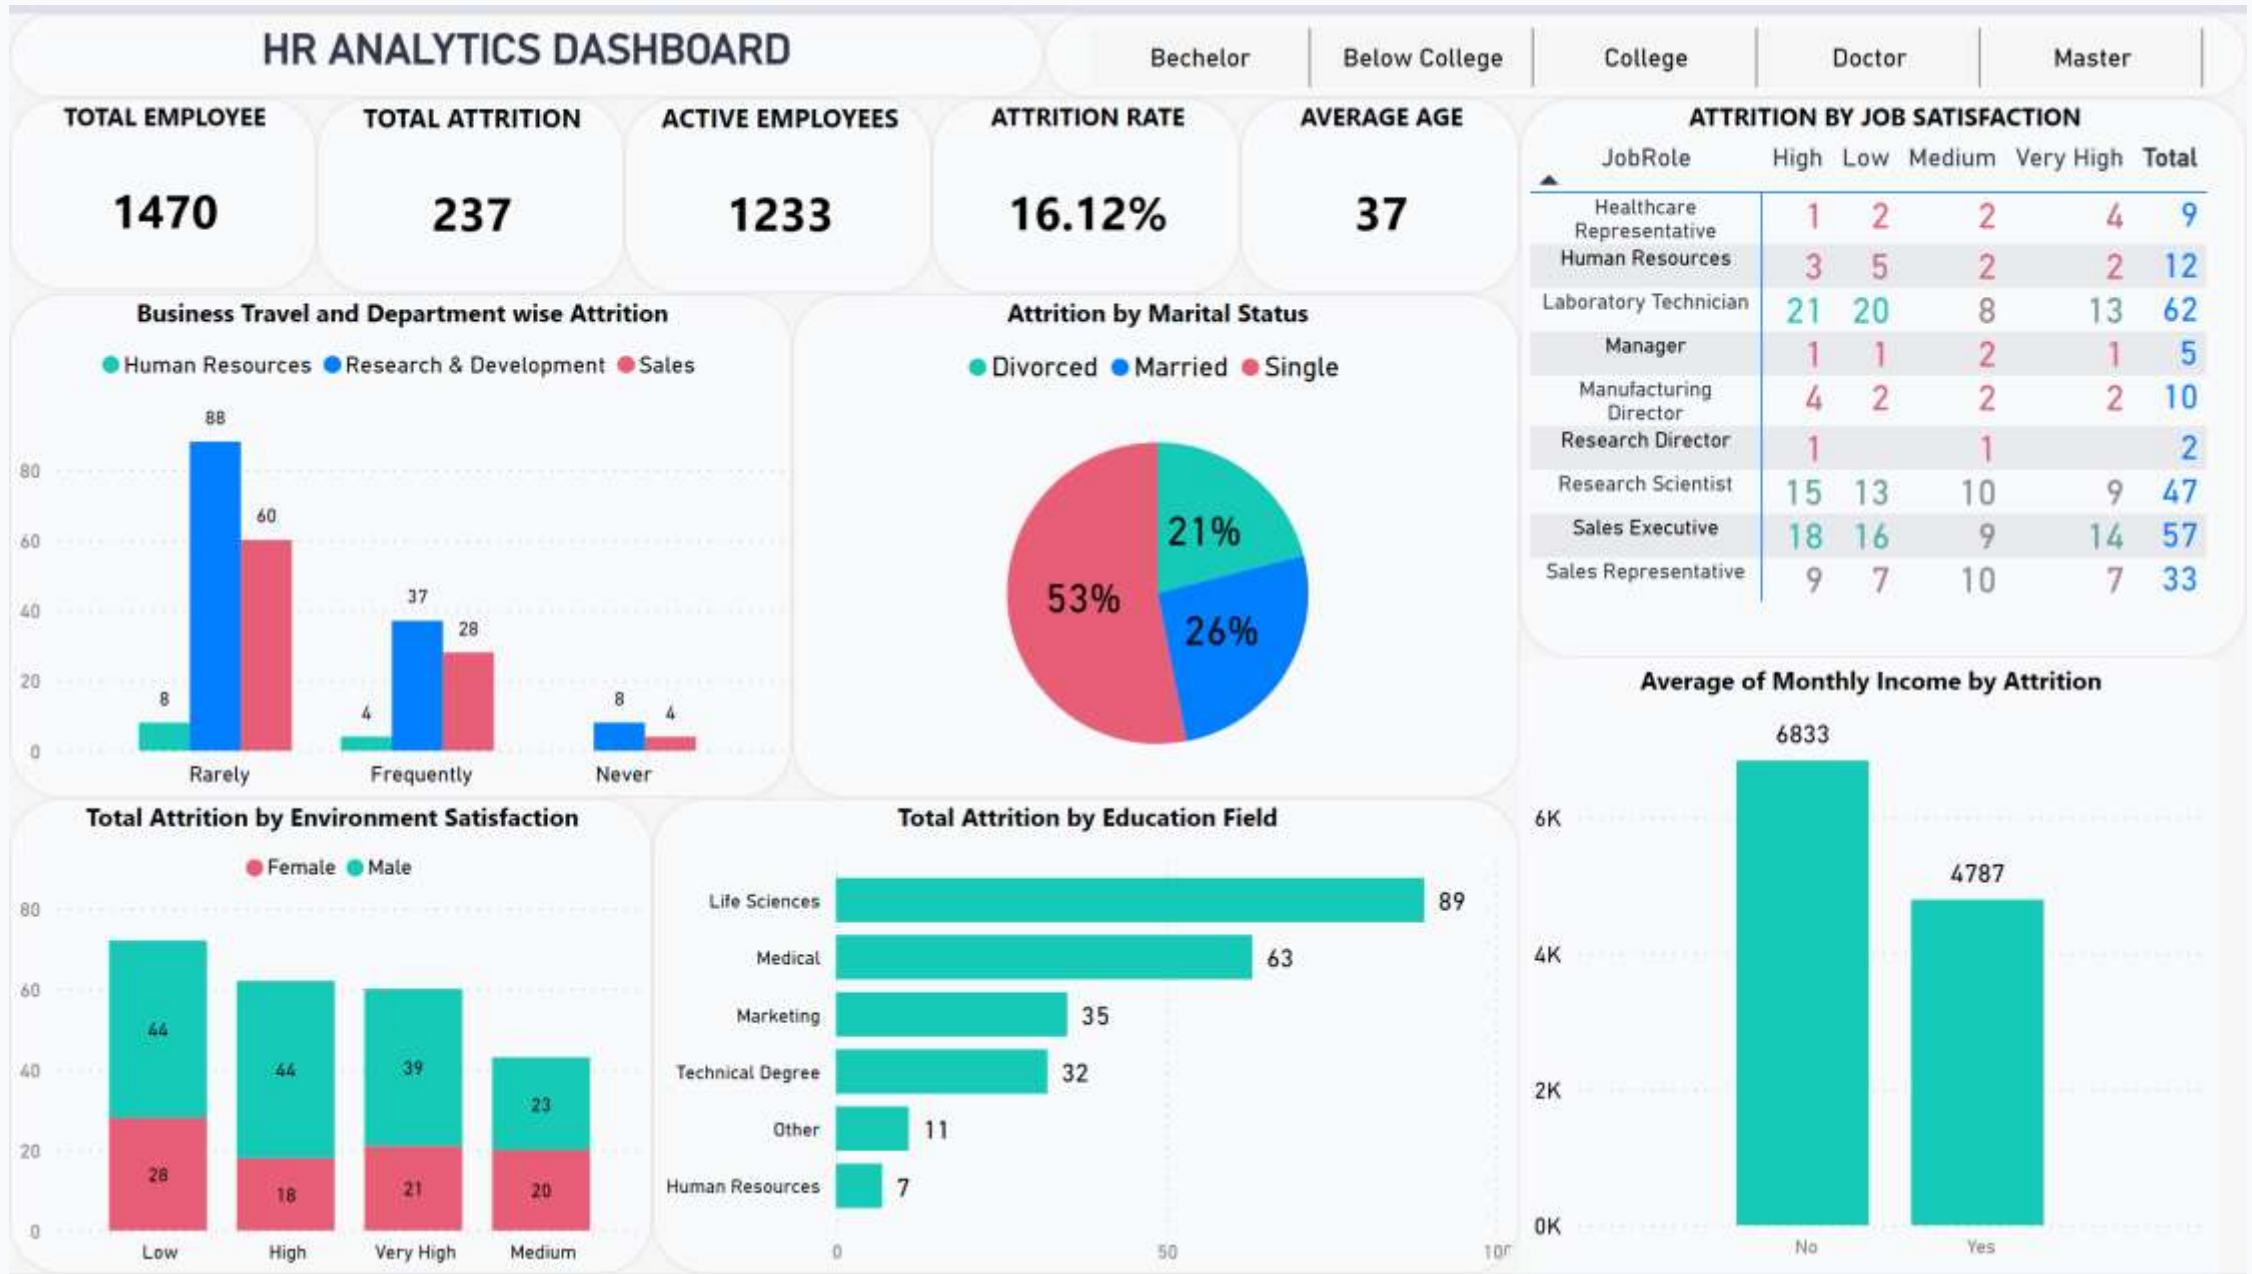 HR ANALYTICS DASHBOARD
Bechelor Below College College Doctor Master
TOTAL EMPLOYEE
1470
TOTAL ATTRITION
237
ACTIVE EMPLOYEES
1233
ATTRITION RATE
16.12%
AVERAGE AGE
37
ATTRITION BY JOB SATISFACTION
JobRole High Low Medium Very High Total
Healthcare
Representative 1 2 2 4 9
Human Resources 3 5 2 2 12
Laboratory Technician 21 20 8 13 62
Manager 1 1 2 1 5
Manufacturing
Director 4 2 2 2 10
Research Director 1 1 2
Research Scientist 15 13 10 9 47
Sales Executive 18 16 9 14 57
Sales Representative 9 7 10 7 33
Business Travel and Department wise Attrition
Human Resources Research & Development Sales
88
80
60
60
37
40
28
20
8
4
8
4
0
Rarely Frequently Never
Attrition by Marital Status
Divorced Married Single
21%
53%
26%
Average of Monthly Income by Attrition
6833
6K
4787
4K
2K
0K
No Yes
Total Attrition by Environment Satisfaction
Female Male
80
60
44
44
39
40
23
20
28
18
21
20
0
Low High Very High Medium
Total Attrition by Education Field
Life Sciences 89
Medical 63
Marketing 35
Technical Degree 32
Other 11
Human Resources 7
0 50 100